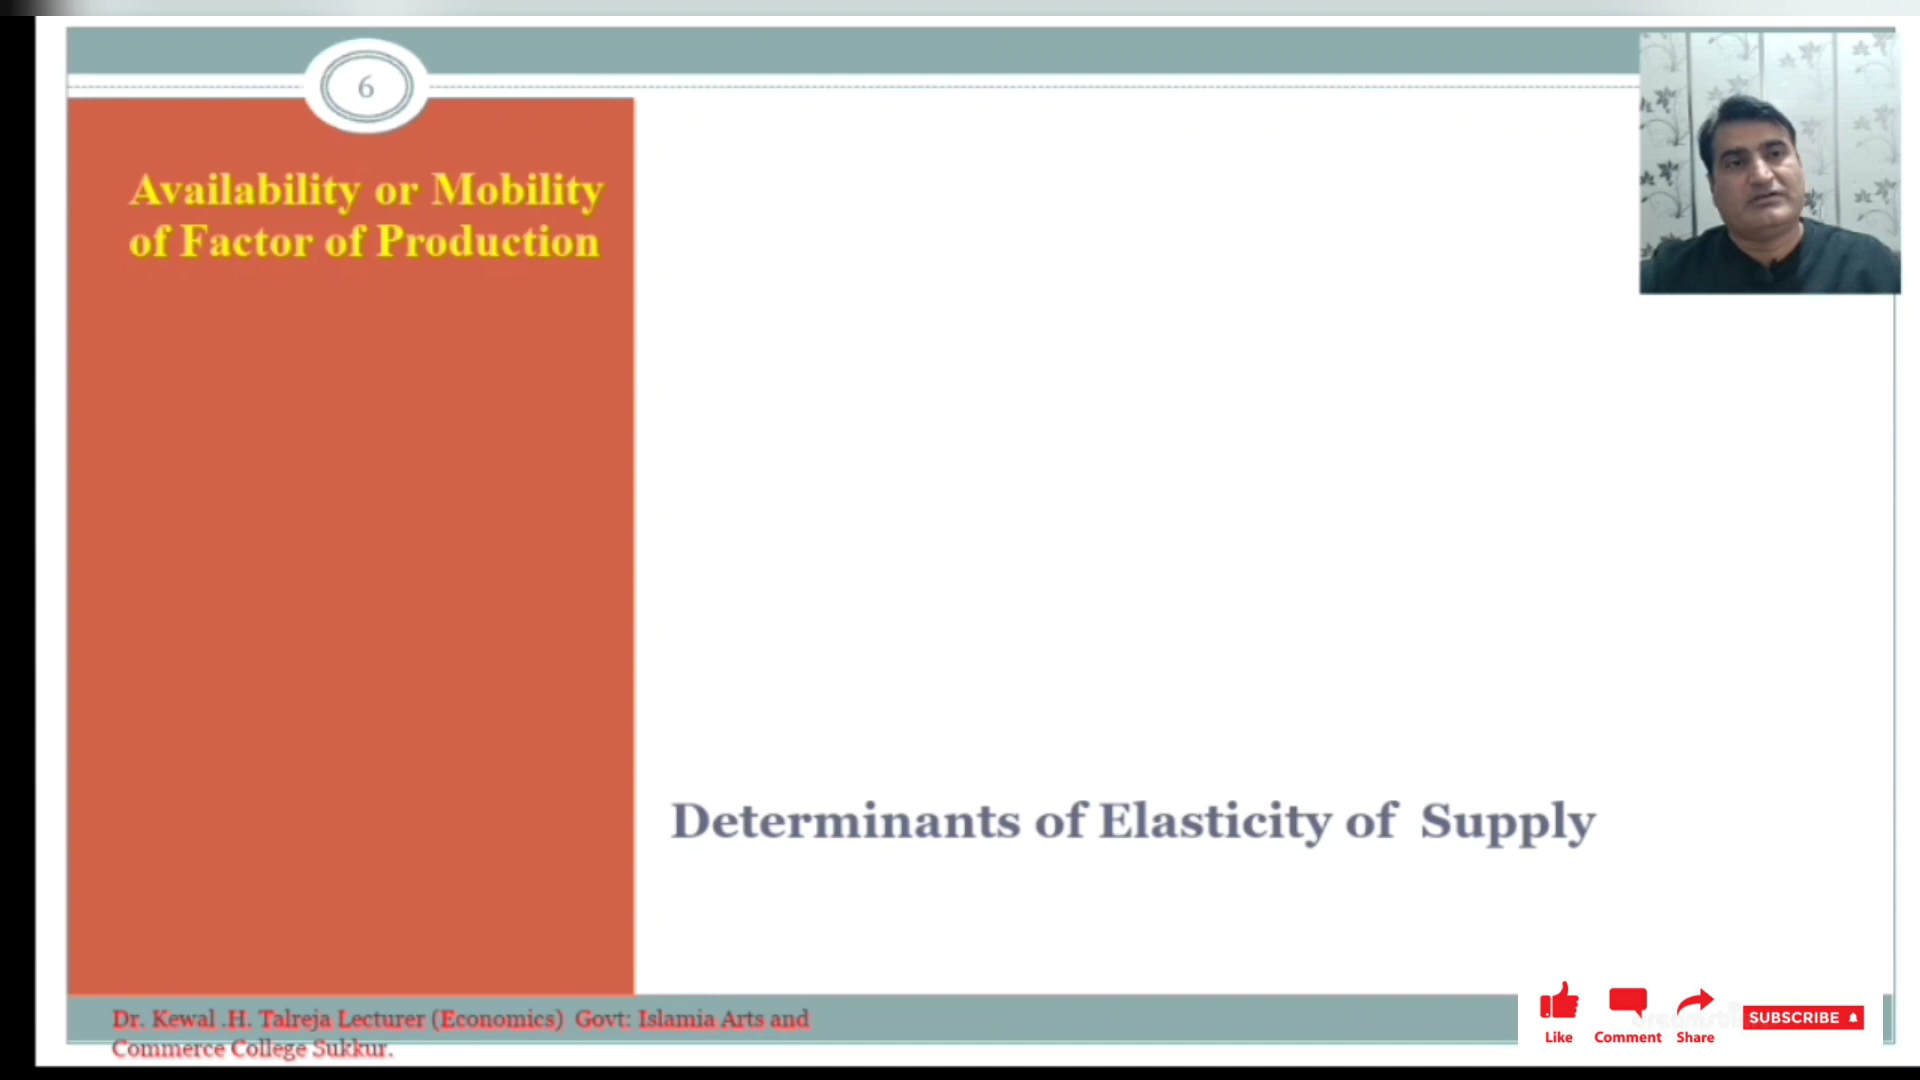 6
Availability or Mobility
of Factor of Production
Determinants of Elasticity of Supply
Dr. Kewal .H. Talreja Lecturer (Economics) Govt: Islamia Arts and
Commerce College Sukkur.
Like
Comment
Share
SUBSCRIBE